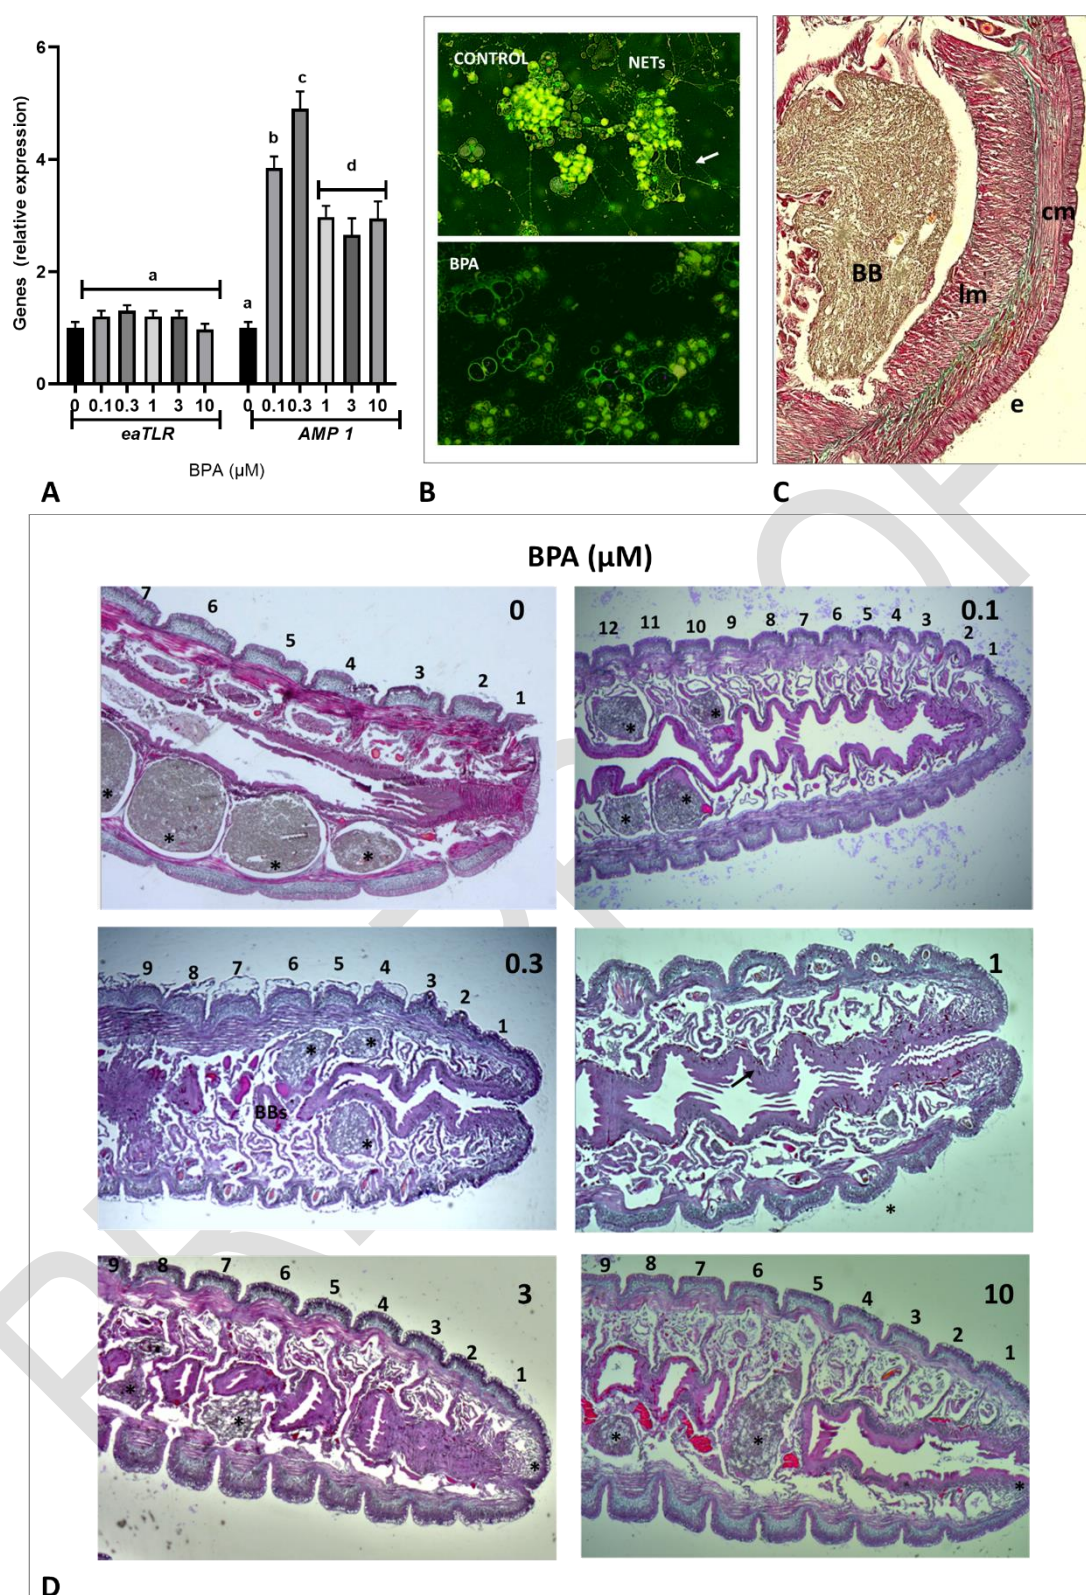 6
4
2
0
Genes (relative expression)
a
a
b
c
d
0 0.1 0.3 1 3 10 0 0.1 0.3 1 3 10
eaTLR AMP 1
BPA (µM)
A
CONTROL NETs
BPA
B
BB lm cm
e
C
BPA (µM)
7 6 5 4 3 2 1
0
*
*
*
*
12 11 10 9 8 7 6 5 4 3 2 1
0.1
*
*
*
*
9 8 7 6 5 4 3 2 1
0.3
*
*
BBs
*
1
*
9 8 7 6 5 4 3 2 1
3
*
*
*
*
9 8 7 6 5 4 3 2 1
10
*
*
*
D